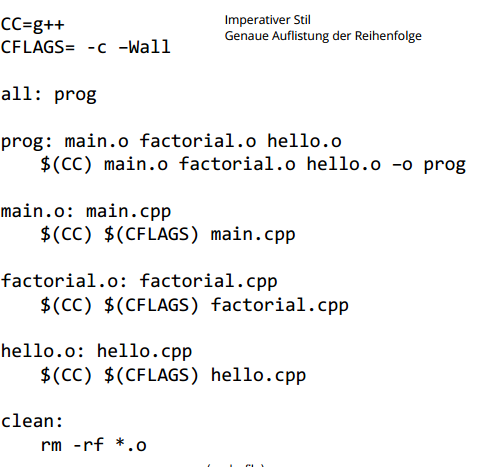 CC=g++
CFLAGS= -c –Wall
Imperativer Stil
Genaue Auflistung der Reihenfolge
all: prog
prog: main.o factorial.o hello.o
$(CC) main.o factorial.o hello.o –o prog
main.o: main.cpp
$(CC) $(CFLAGS) main.cpp
factorial.o: factorial.cpp
$(CC) $(CFLAGS) factorial.cpp
hello.o: hello.cpp
$(CC) $(CFLAGS) hello.cpp
clean:
rm -rf *.o